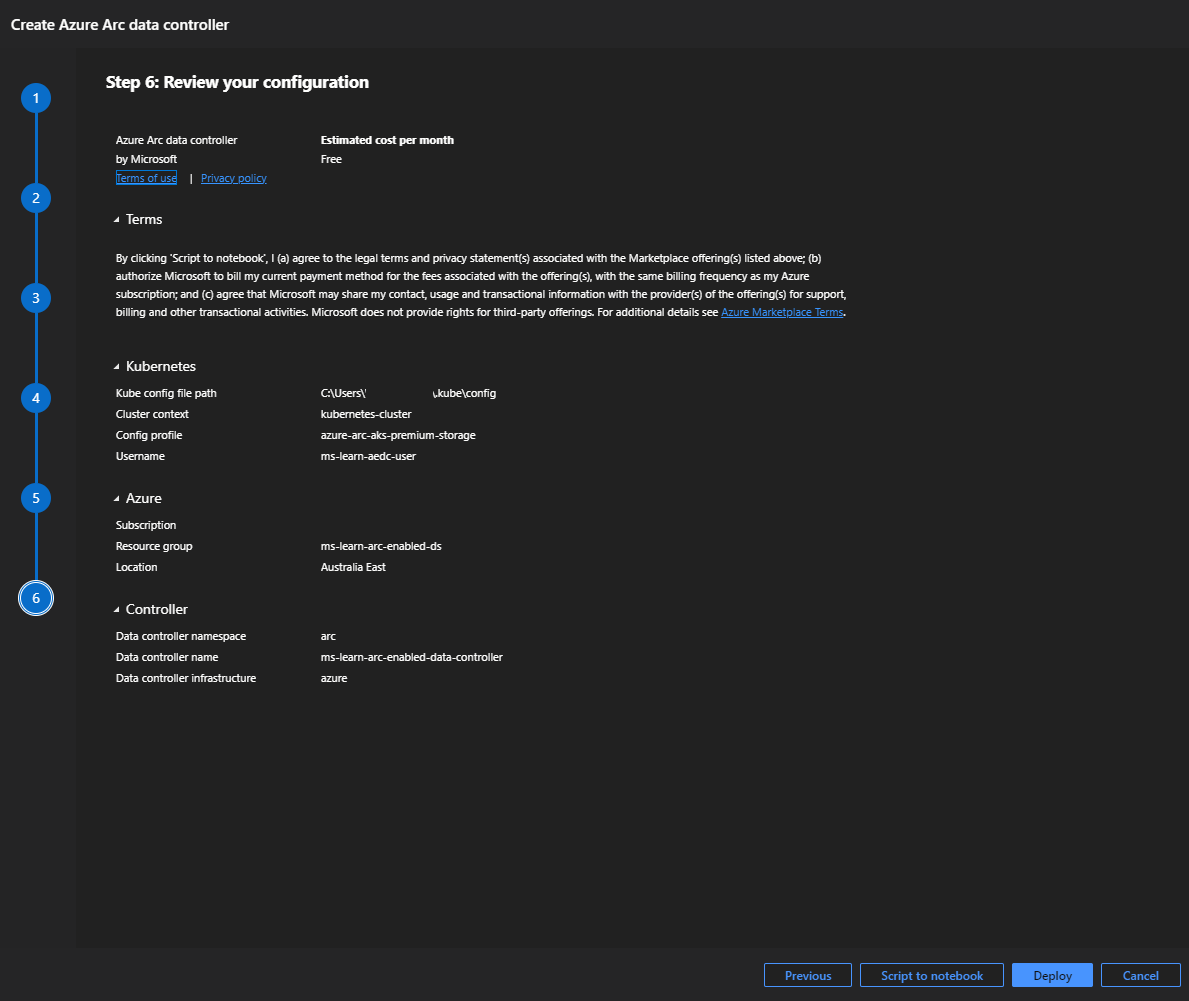 Create Azure Arc data controller
Step 6: Review your configuration
1
2
3
4
5
6
Azure Arc data controller Estimated cost per month
by Microsoft Free
Terms of use | Privacy policy
Terms
By clicking 'Script to notebook', I (a) agree to the legal terms and privacy statement(s) associated with the Marketplace offering(s) listed above; (b)
authorize Microsoft to bill my current payment method for the fees associated with the offering(s), with the same billing frequency as my Azure
subscription; and (c) agree that Microsoft may share my contact, usage and transactional information with the provider(s) of the offering(s) for support,
billing and other transactional activities. Microsoft does not provide rights for third-party offerings. For additional details see Azure Marketplace Terms.
Kubernetes
Kube config file path C:\Users\' \.kube\config
Cluster context kubernetes-cluster
Config profile azure-arc-aks-premium-storage
Username ms-learn-aedc-user
Azure
Subscription
Resource group ms-learn-arc-enabled-ds
Location Australia East
Controller
Data controller namespace arc
Data controller name ms-learn-arc-enabled-data-controller
Data controller infrastructure azure
Previous Script to notebook Deploy Cancel